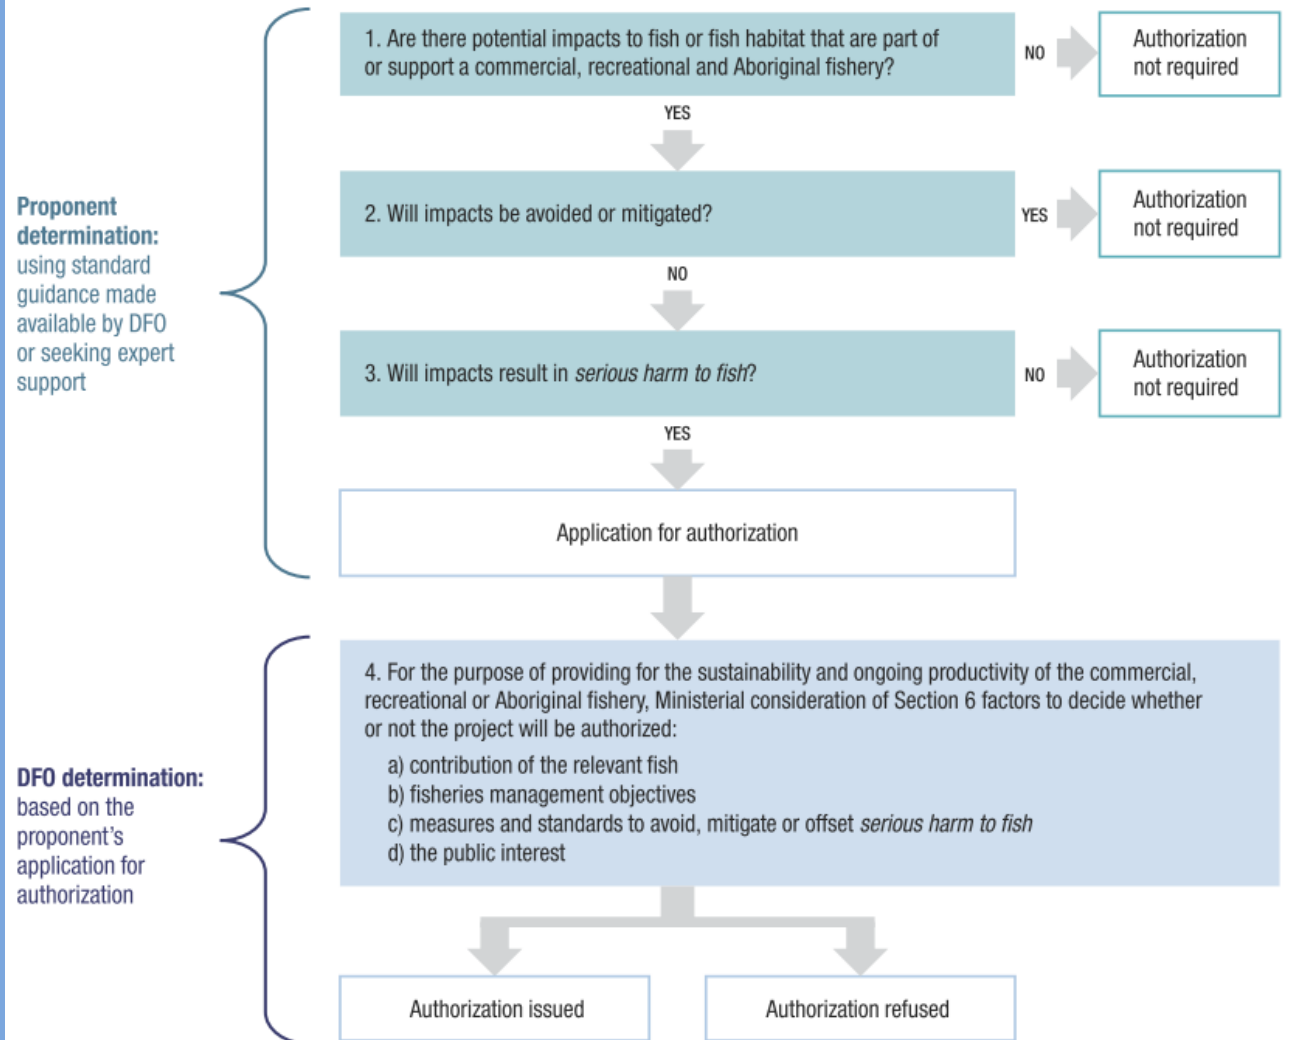 1. Are there potential impacts to fish or fish habitat that are part of
or support a commercial, recreational and Aboriginal fishery?
NO
Authorization
not required
YES
Proponent
determination:
using standard
guidance made
available by DFO
or seeking expert
support
2. Will impacts be avoided or mitigated?
YES
Authorization
not required
NO
3. Will impacts result in serious harm to fish?
NO
Authorization
not required
YES
Application for authorization
DFO determination:
based on the
proponent's
application for
authorization
4. For the purpose of providing for the sustainability and ongoing productivity of the commercial,
recreational or Aboriginal fishery, Ministerial consideration of Section 6 factors to decide whether
or not the project will be authorized:
a) contribution of the relevant fish
b) fisheries management objectives
c) measures and standards to avoid, mitigate or offset serious harm to fish
d) the public interest
Authorization issued
Authorization refused